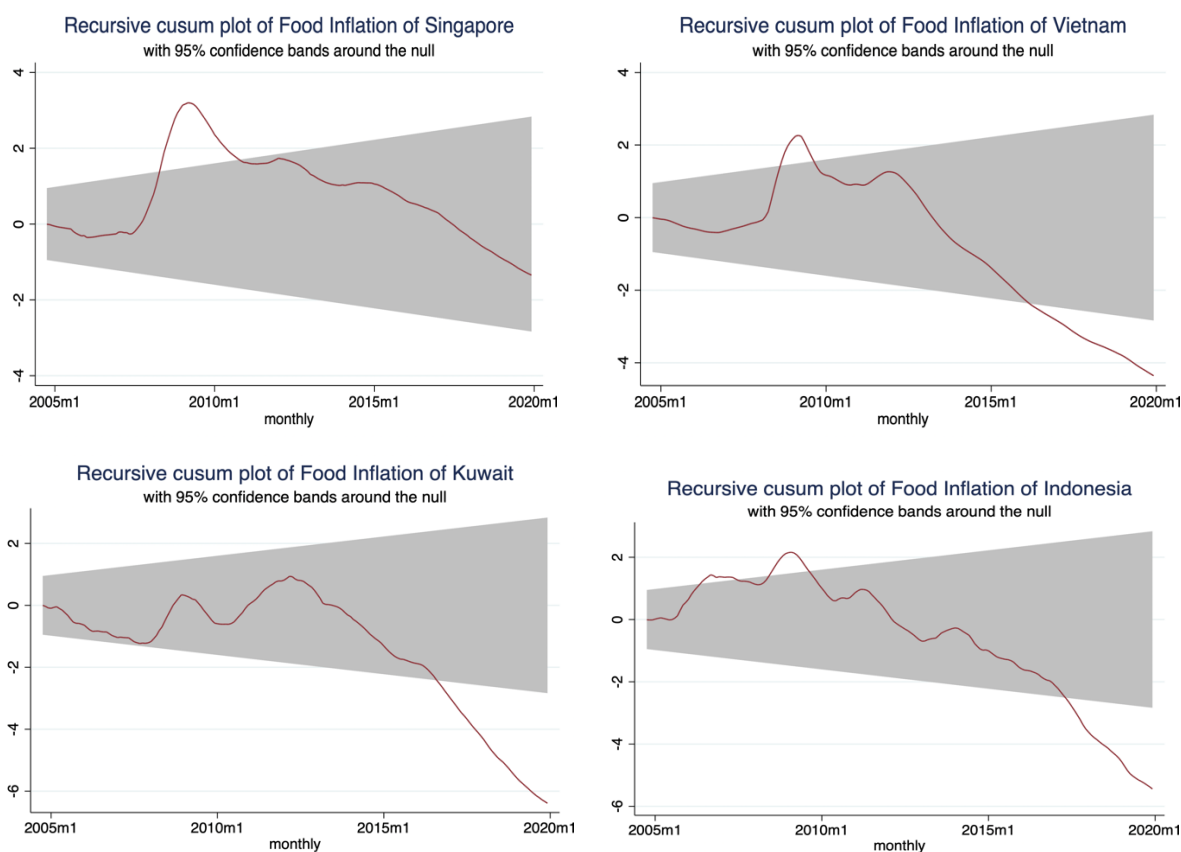 Recursive cusum plot of Food Inflation of Singapore
with 95% confidence bands around the null
4
2
0
-2
-4
2005m1
2010m1
2015m1
2020m1
monthly
Recursive cusum plot of Food Inflation of Vietnam
with 95% confidence bands around the null
4
2
0
-2
-4
2005m1
2010m1
2015m1
2020m1
monthly
Recursive cusum plot of Food Inflation of Kuwait
with 95% confidence bands around the null
2
0
-2
-4
-6
2005m1
2010m1
2015m1
2020m1
monthly
Recursive cusum plot of Food Inflation of Indonesia
with 95% confidence bands around the null
2
0
-2
-4
-6
2005m1
2010m1
2015m1
2020m1
monthly